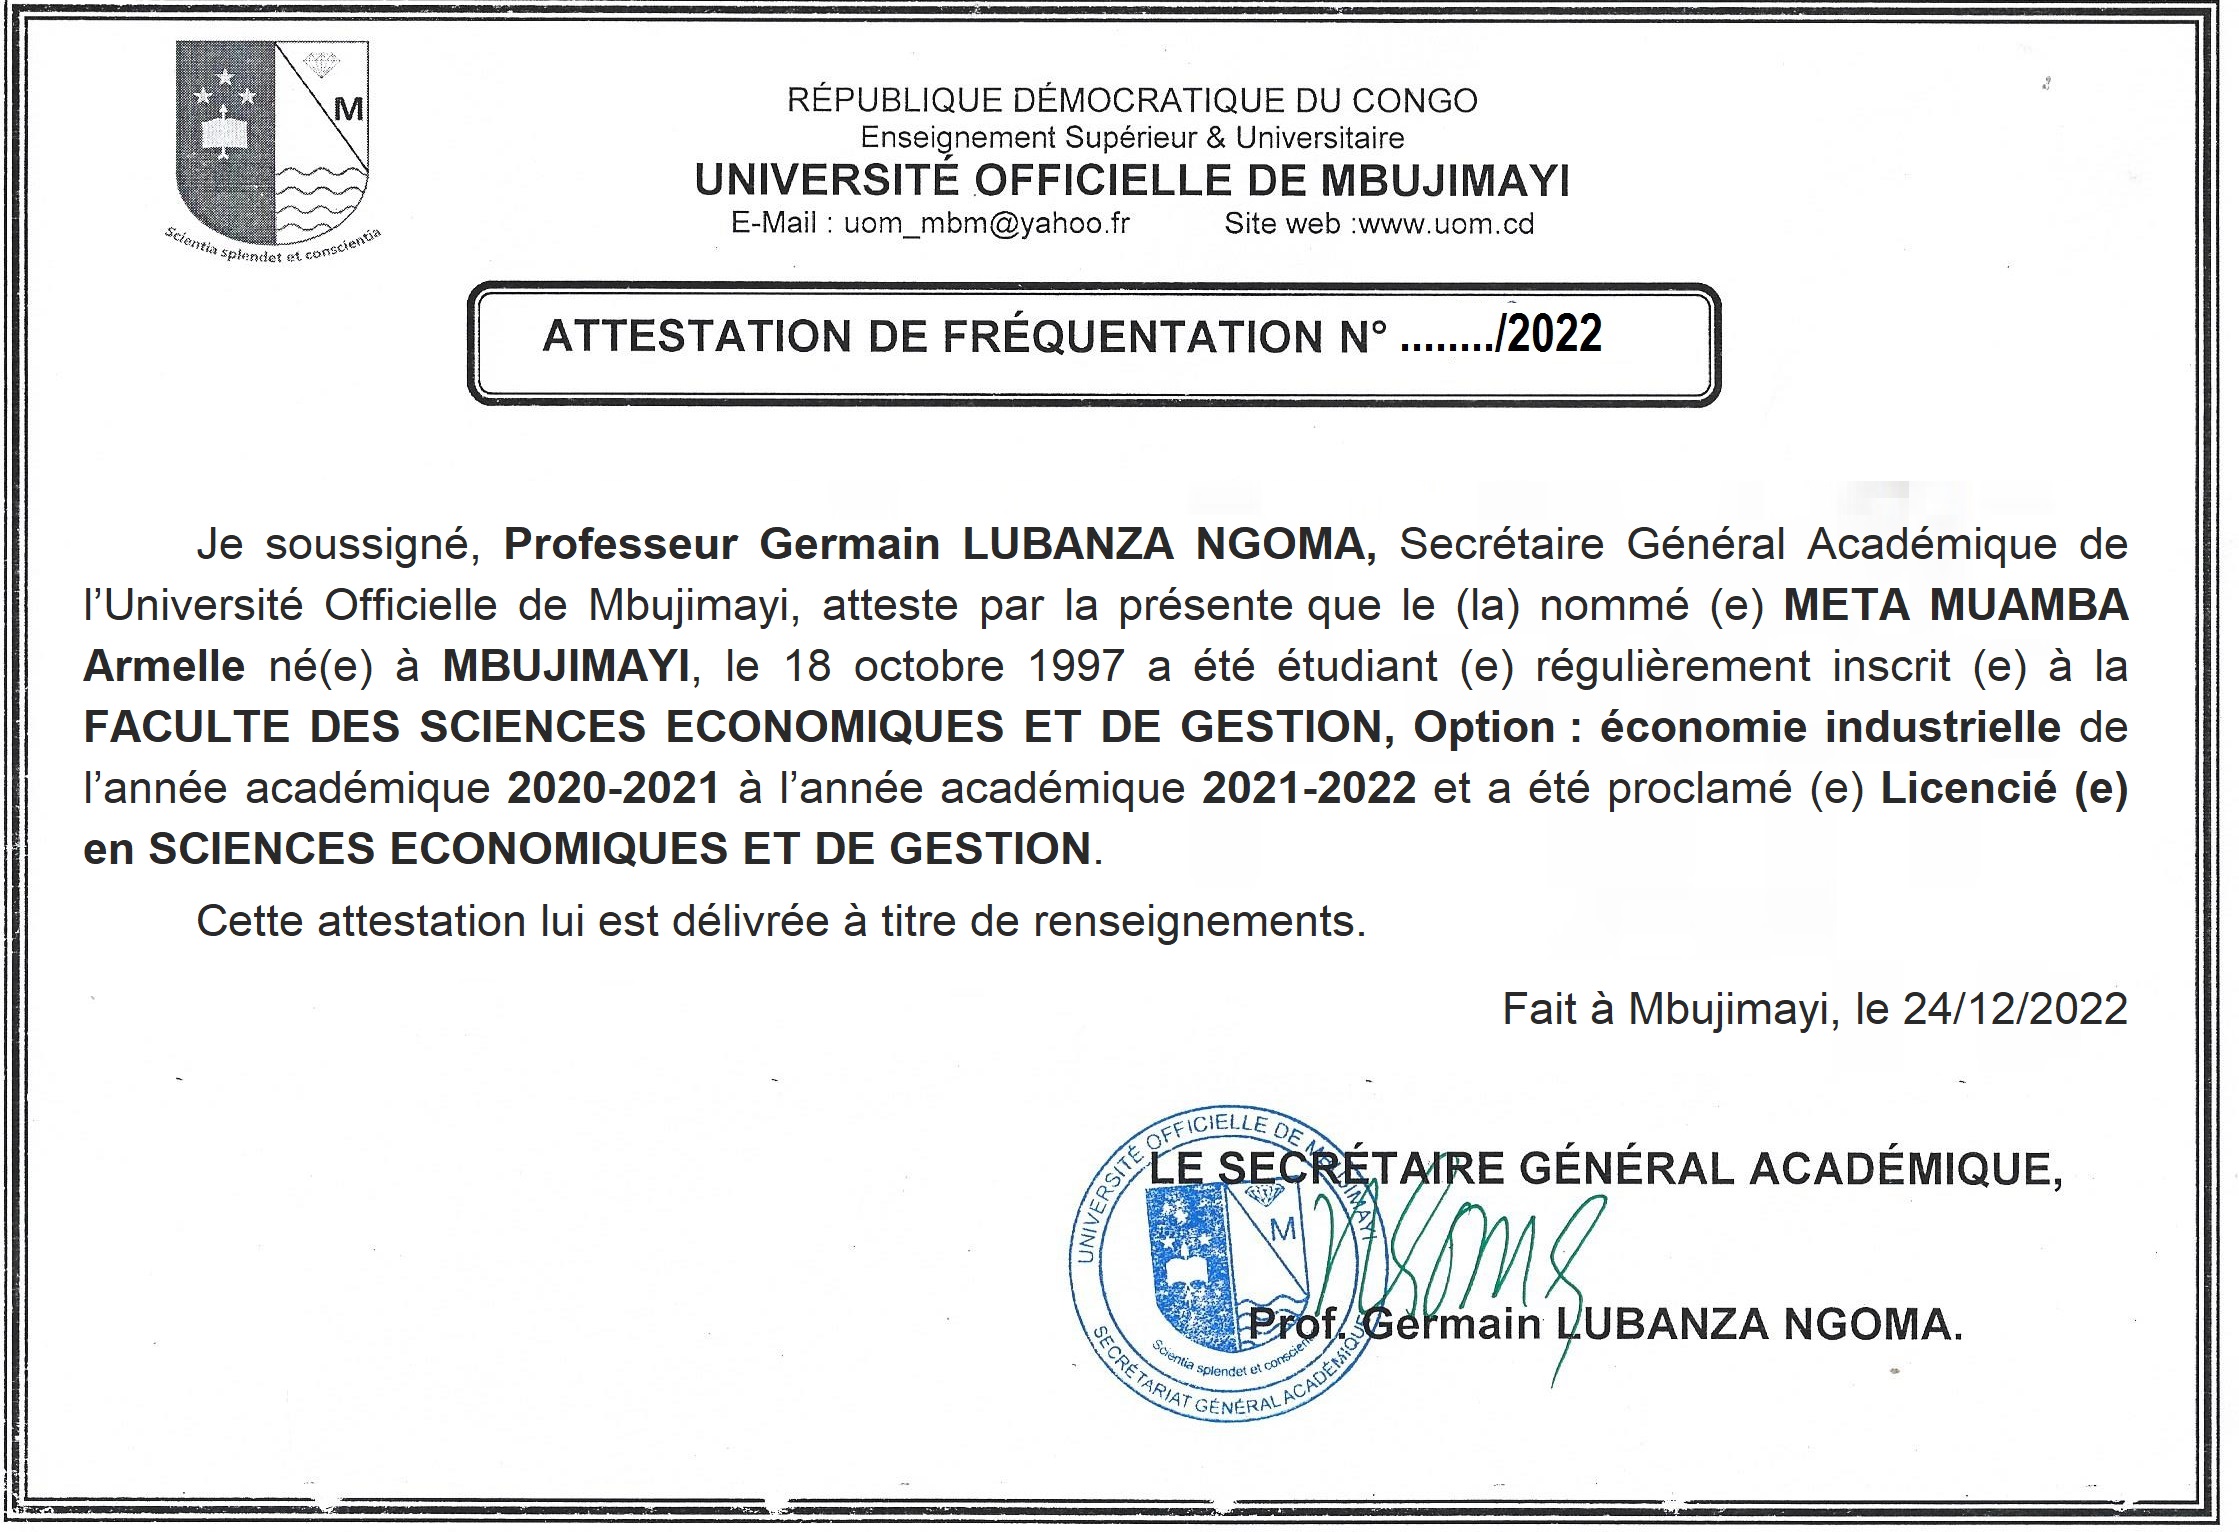 M
Scientia splendet et conscientia
RÉPUBLIQUE DÉMOCRATIQUE DU CONGO
Enseignement Supérieur & Universitaire
UNIVERSITÉ OFFICIELLE DE MBUJIMAYI
E-Mail : uom_mbm@yahoo.fr Site web :www.uom.cd
ATTESTATION DE FRÉQUENTATION N° ......../2022
Je soussigné, Professeur Germain LUBANZA NGOMA, Secrétaire Général Académique de
l’Université Officielle de Mbujimayi, atteste par la présente que le (la) nommé (e) META MUAMBA
Armelle né(e) à MBUJIMAYI, le 18 octobre 1997 a été étudiant (e) régulièrement inscrit (e) à la
FACULTE DES SCIENCES ECONOMIQUES ET DE GESTION, Option : économie industrielle de
l’année académique 2020-2021 à l’année académique 2021-2022 et a été proclamé (e) Licencié (e)
en SCIENCES ECONOMIQUES ET DE GESTION.
Cette attestation lui est délivrée à titre de renseignements.
Fait à Mbujimayi, le 24/12/2022
LE SECRÉTAIRE GÉNÉRAL ACADÉMIQUE,
UNIVERSITÉ OFFICIELLE DE MBUJIMAYI
M
Scientia splendet et conscient
SECRÉTARIAT GÉNÉRAL ACADÉMIQUE
Ngoma
Prof. Germain LUBANZA NGOMA.